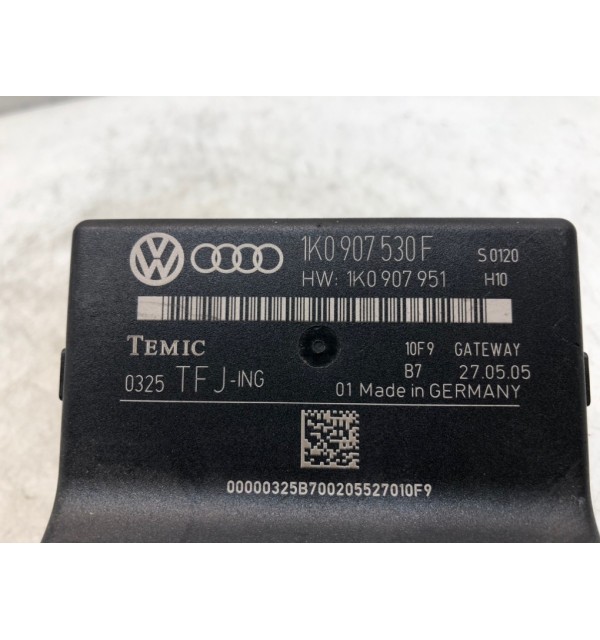 1K0 907 530 F S 0120
HW: 1K0 907 951 H10
TEMIC 10F9 GATEWAY
B7 27.05.05
0325 TFJ-ING 01 Made in GERMANY
00000325B700205527010F9